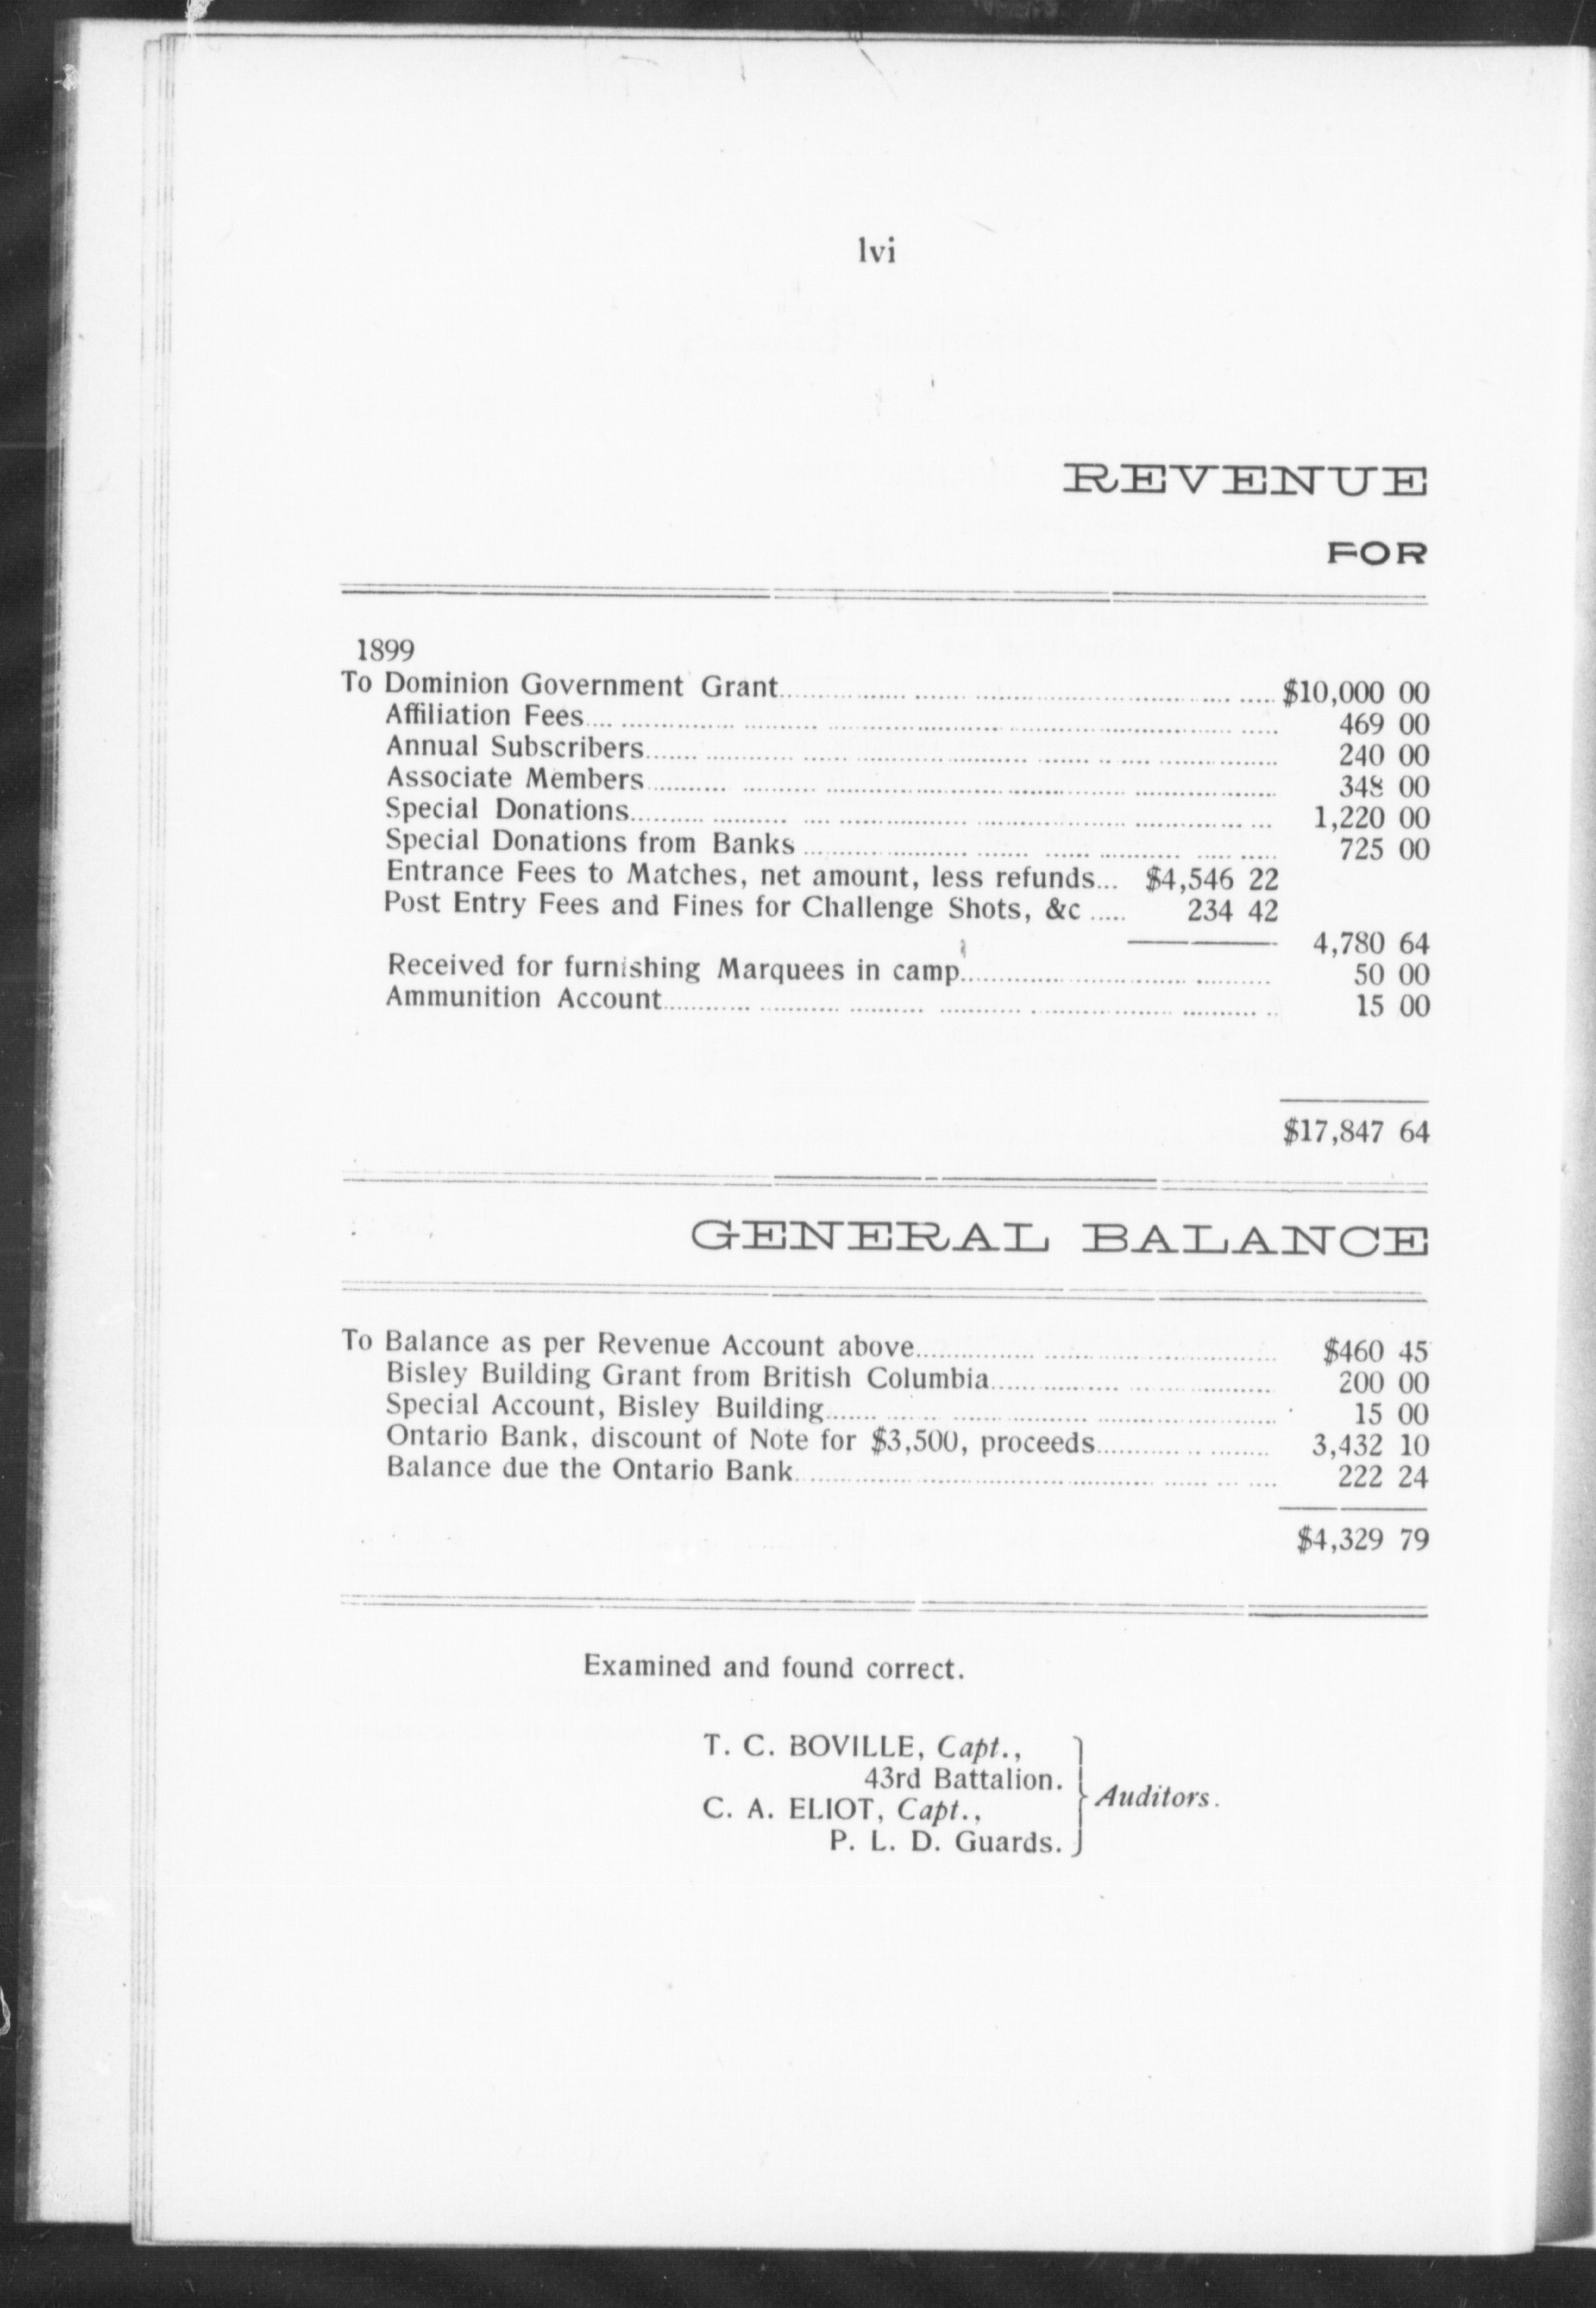 lvi
REVENUE
FOR
1899
To Dominion Government Grant $10,000 00
Affiliation Fees 469 00
Annual Subscribers 240 00
Associate Members 348 00
Special Donations 1,220 00
Special Donations from Banks 725 00
Entrance Fees to Matches, net amount, less refunds... $4,546 22
Post Entry Fees and Fines for Challenge Shots, &c ..... 234 42
4,780 64
Received for furnishing Marquees in camp 50 00
Ammunition Account 15 00
$17,847 64
GENERAL BALANCE
To Balance as per Revenue Account above $460 45
Bisley Building Grant from British Columbia 200 00
Special Account, Bisley Building 15 00
Ontario Bank, discount of Note for $3,500, proceeds 3,432 10
Balance due the Ontario Bank 222 24
$4,329 79
Examined and found correct.
T. C. BOVILLE, Capt.,
43rd Battalion.
C. A. ELIOT, Capt.,
P. L. D. Guards.
Auditors.